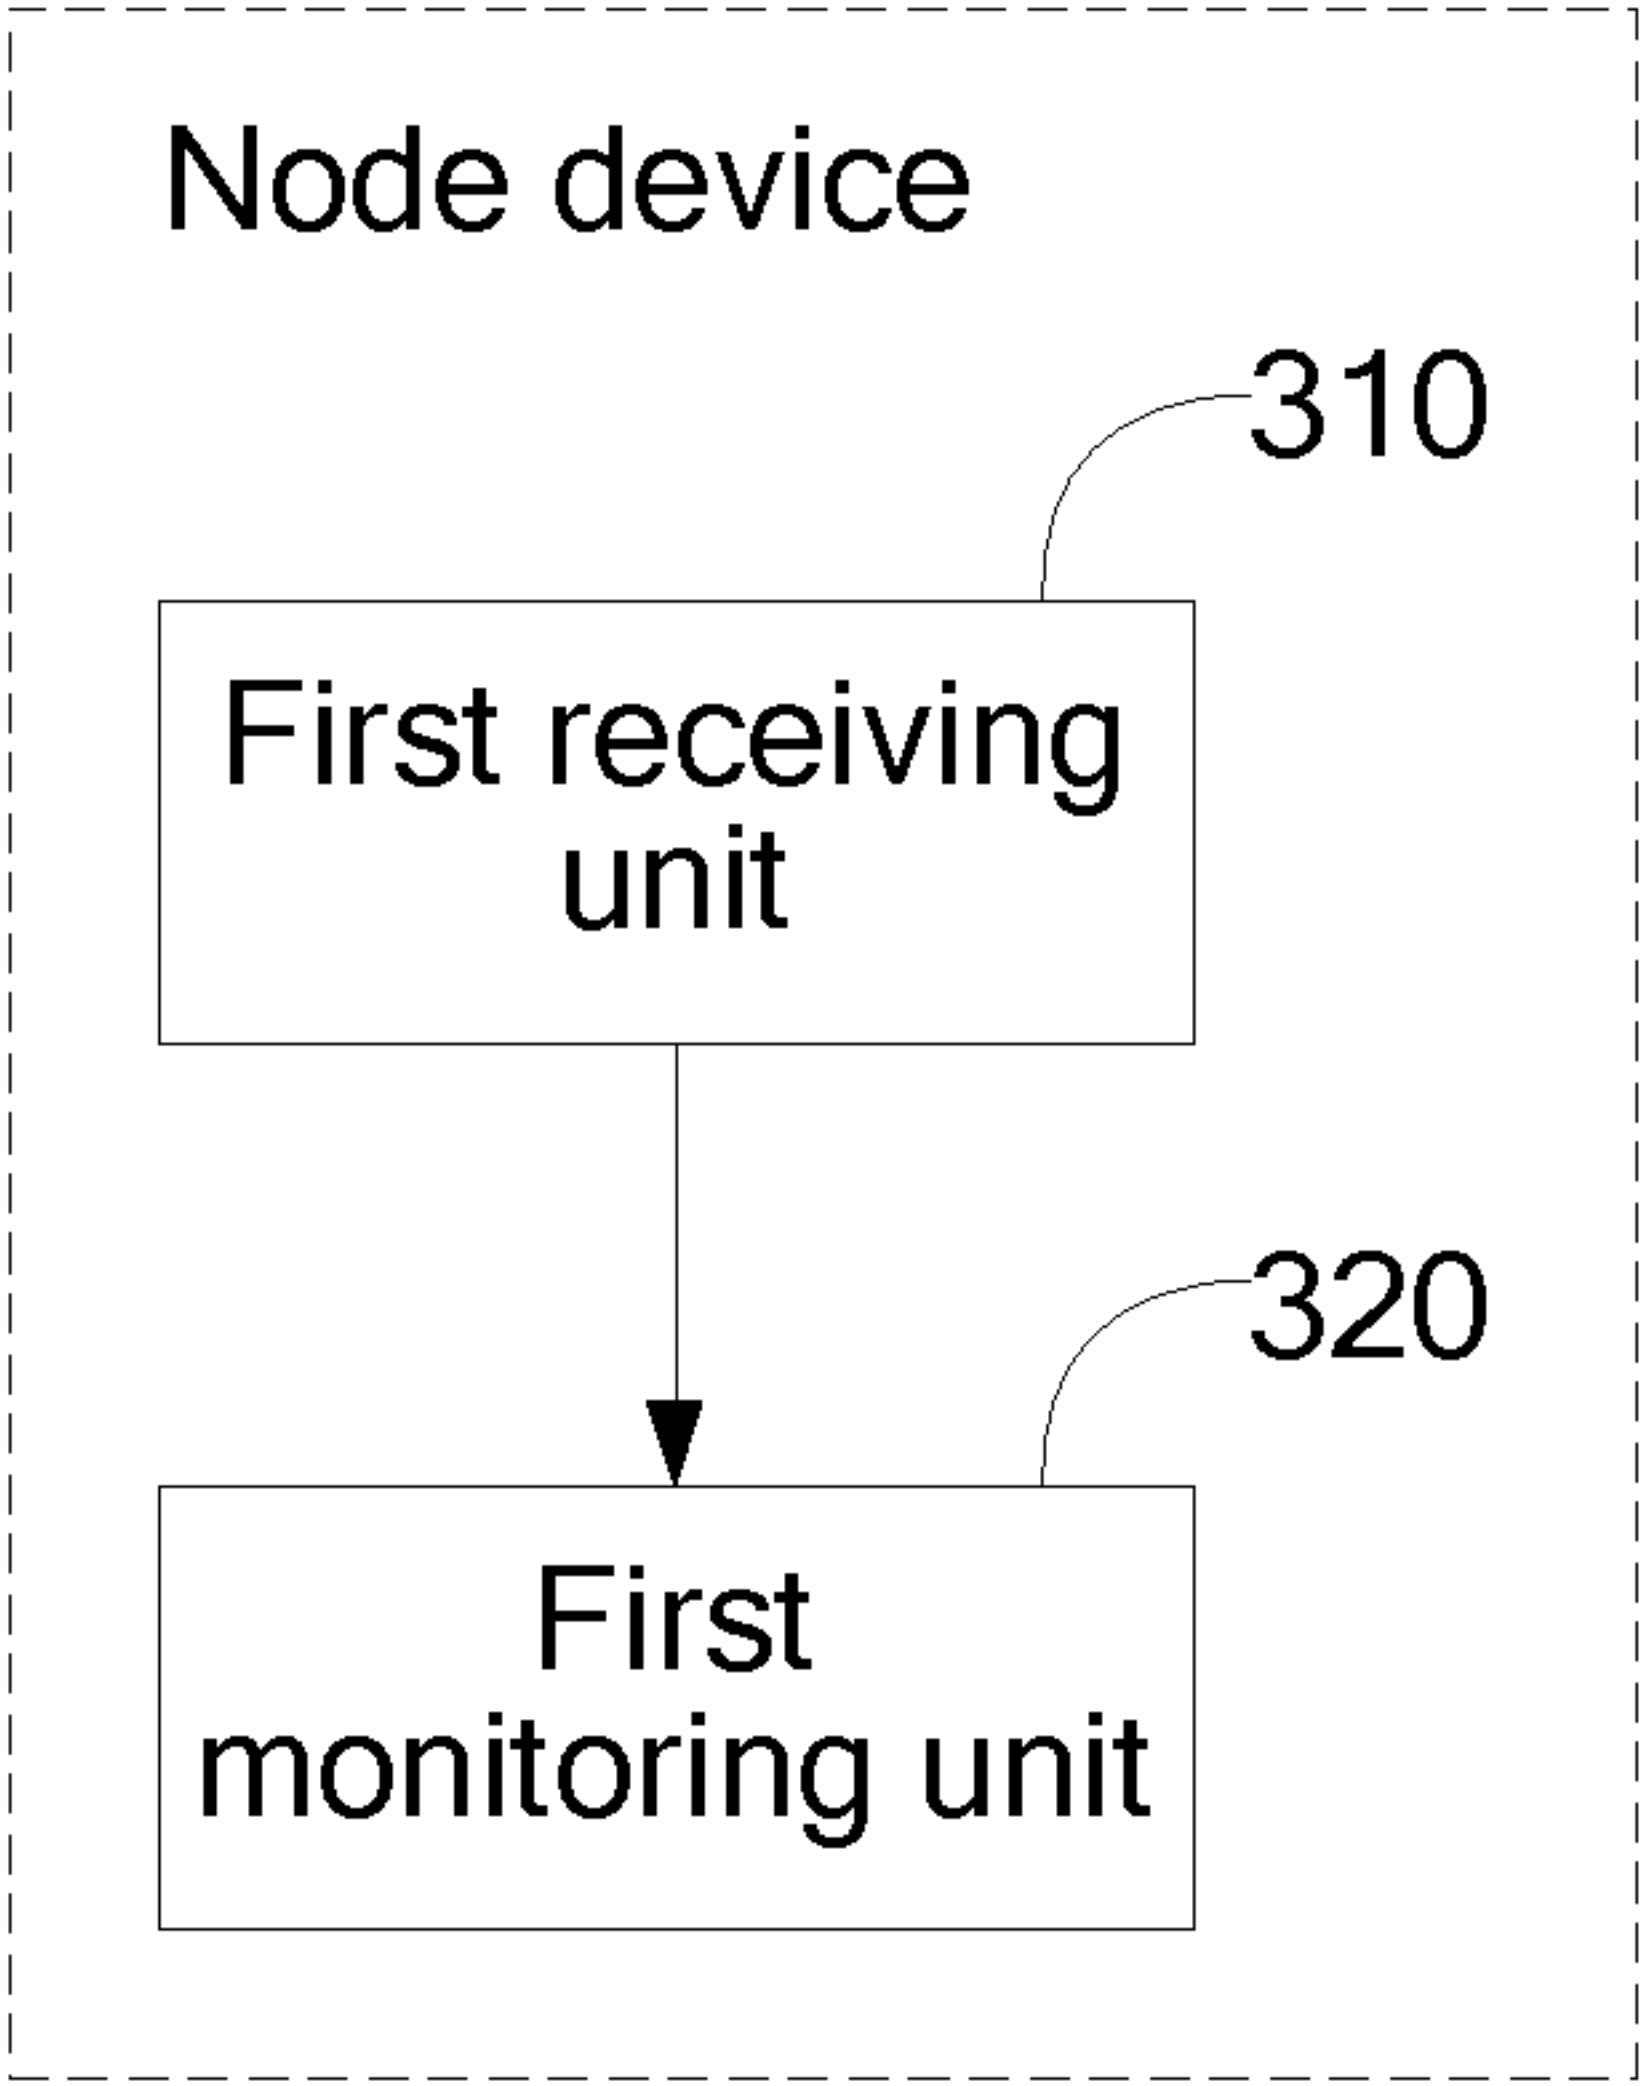 Node device
310
First receiving
unit
320
First
monitoring unit